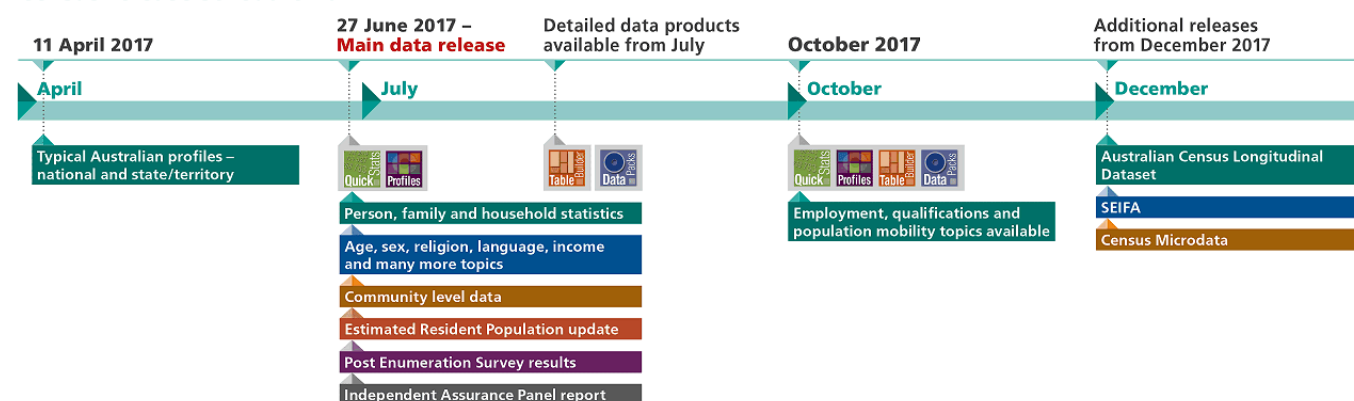 11 April 2017
27 June 2017 –
Main data release
Detailed data products
available from July
October 2017
Additional releases
from December 2017
April
July
October
December
Typical Australian profiles –
national and state/territory
Quick Stats
Profiles
Table Builder
Data Packs
Person, family and household statistics
Age, sex, religion, language, income
and many more topics
Community level data
Estimated Resident Population update
Post Enumeration Survey results
Independent Assurance Panel report
Quick Stats
Profiles
Table Builder
Data Packs
Employment, qualifications and
population mobility topics available
Australian Census Longitudinal
Dataset
SEIFA
Census Microdata